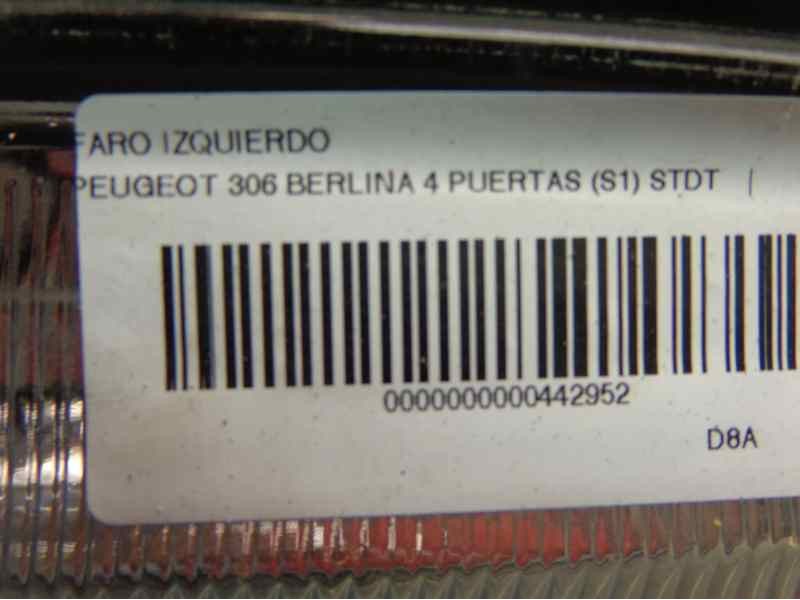 FARO IZQUIERDO
PEUGEOT 306 BERLINA 4 PUERTAS (S1) STDT |
0000000000442952
D8A